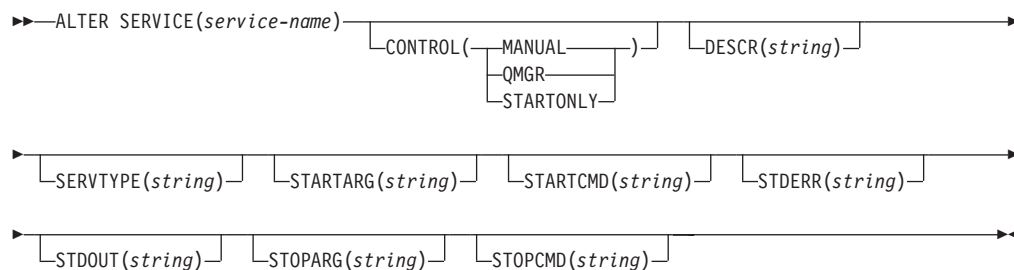 ALTER SERVICE(service-name)
CONTROL( MANUAL )
QMGR
STARTONLY
DESCR(string)
SERVTYPE(string) STARTARG(string) STARTCMD(string) STDERR(string)
STDOUT(string) STOPARG(string) STOPCMD(string)